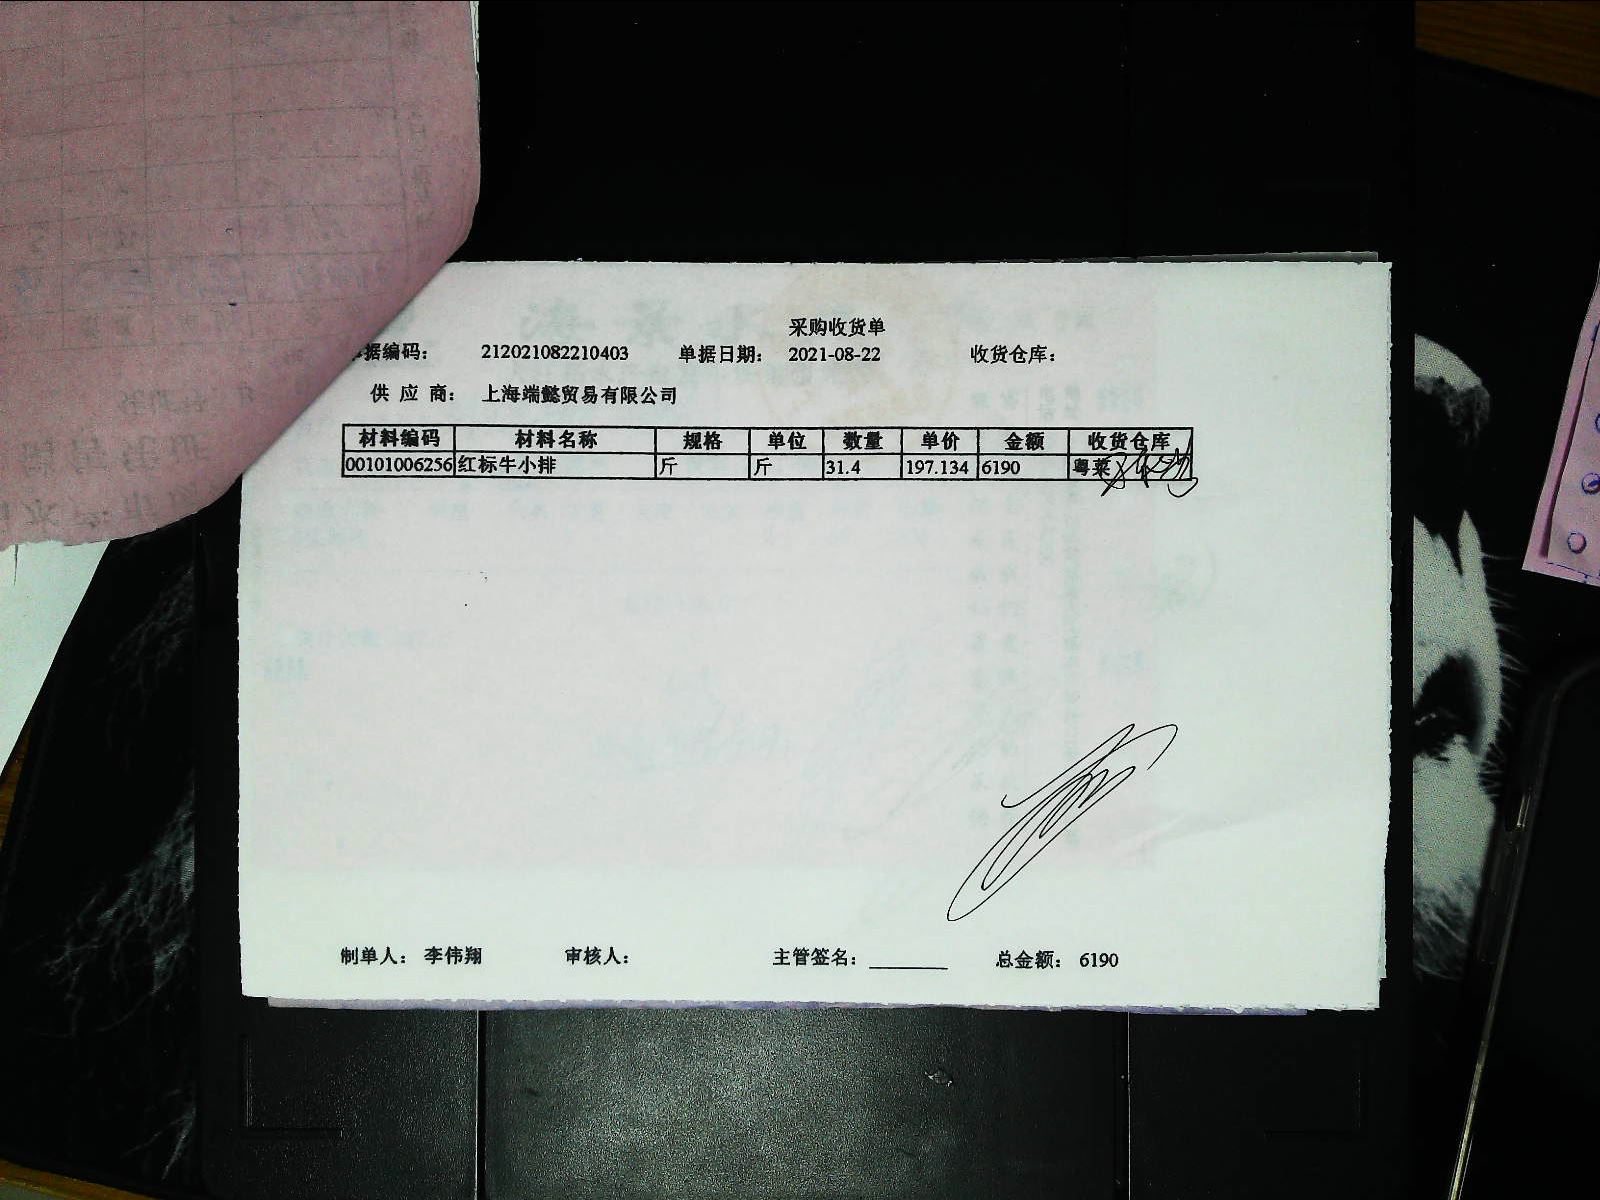 采购收货单
据编码： 212021082210403 单据日期： 2021-08-22 收货仓库：
供 应 商： 上海端懿贸易有限公司
材料编码 材料名称 规格 单位 数量 单价 金额 收货仓库
00101006256 红标牛小排 斤 斤 31.4 197.134 6190 粤菜
制单人： 李伟翔 审核人： 主管签名： ________ 总金额： 6190